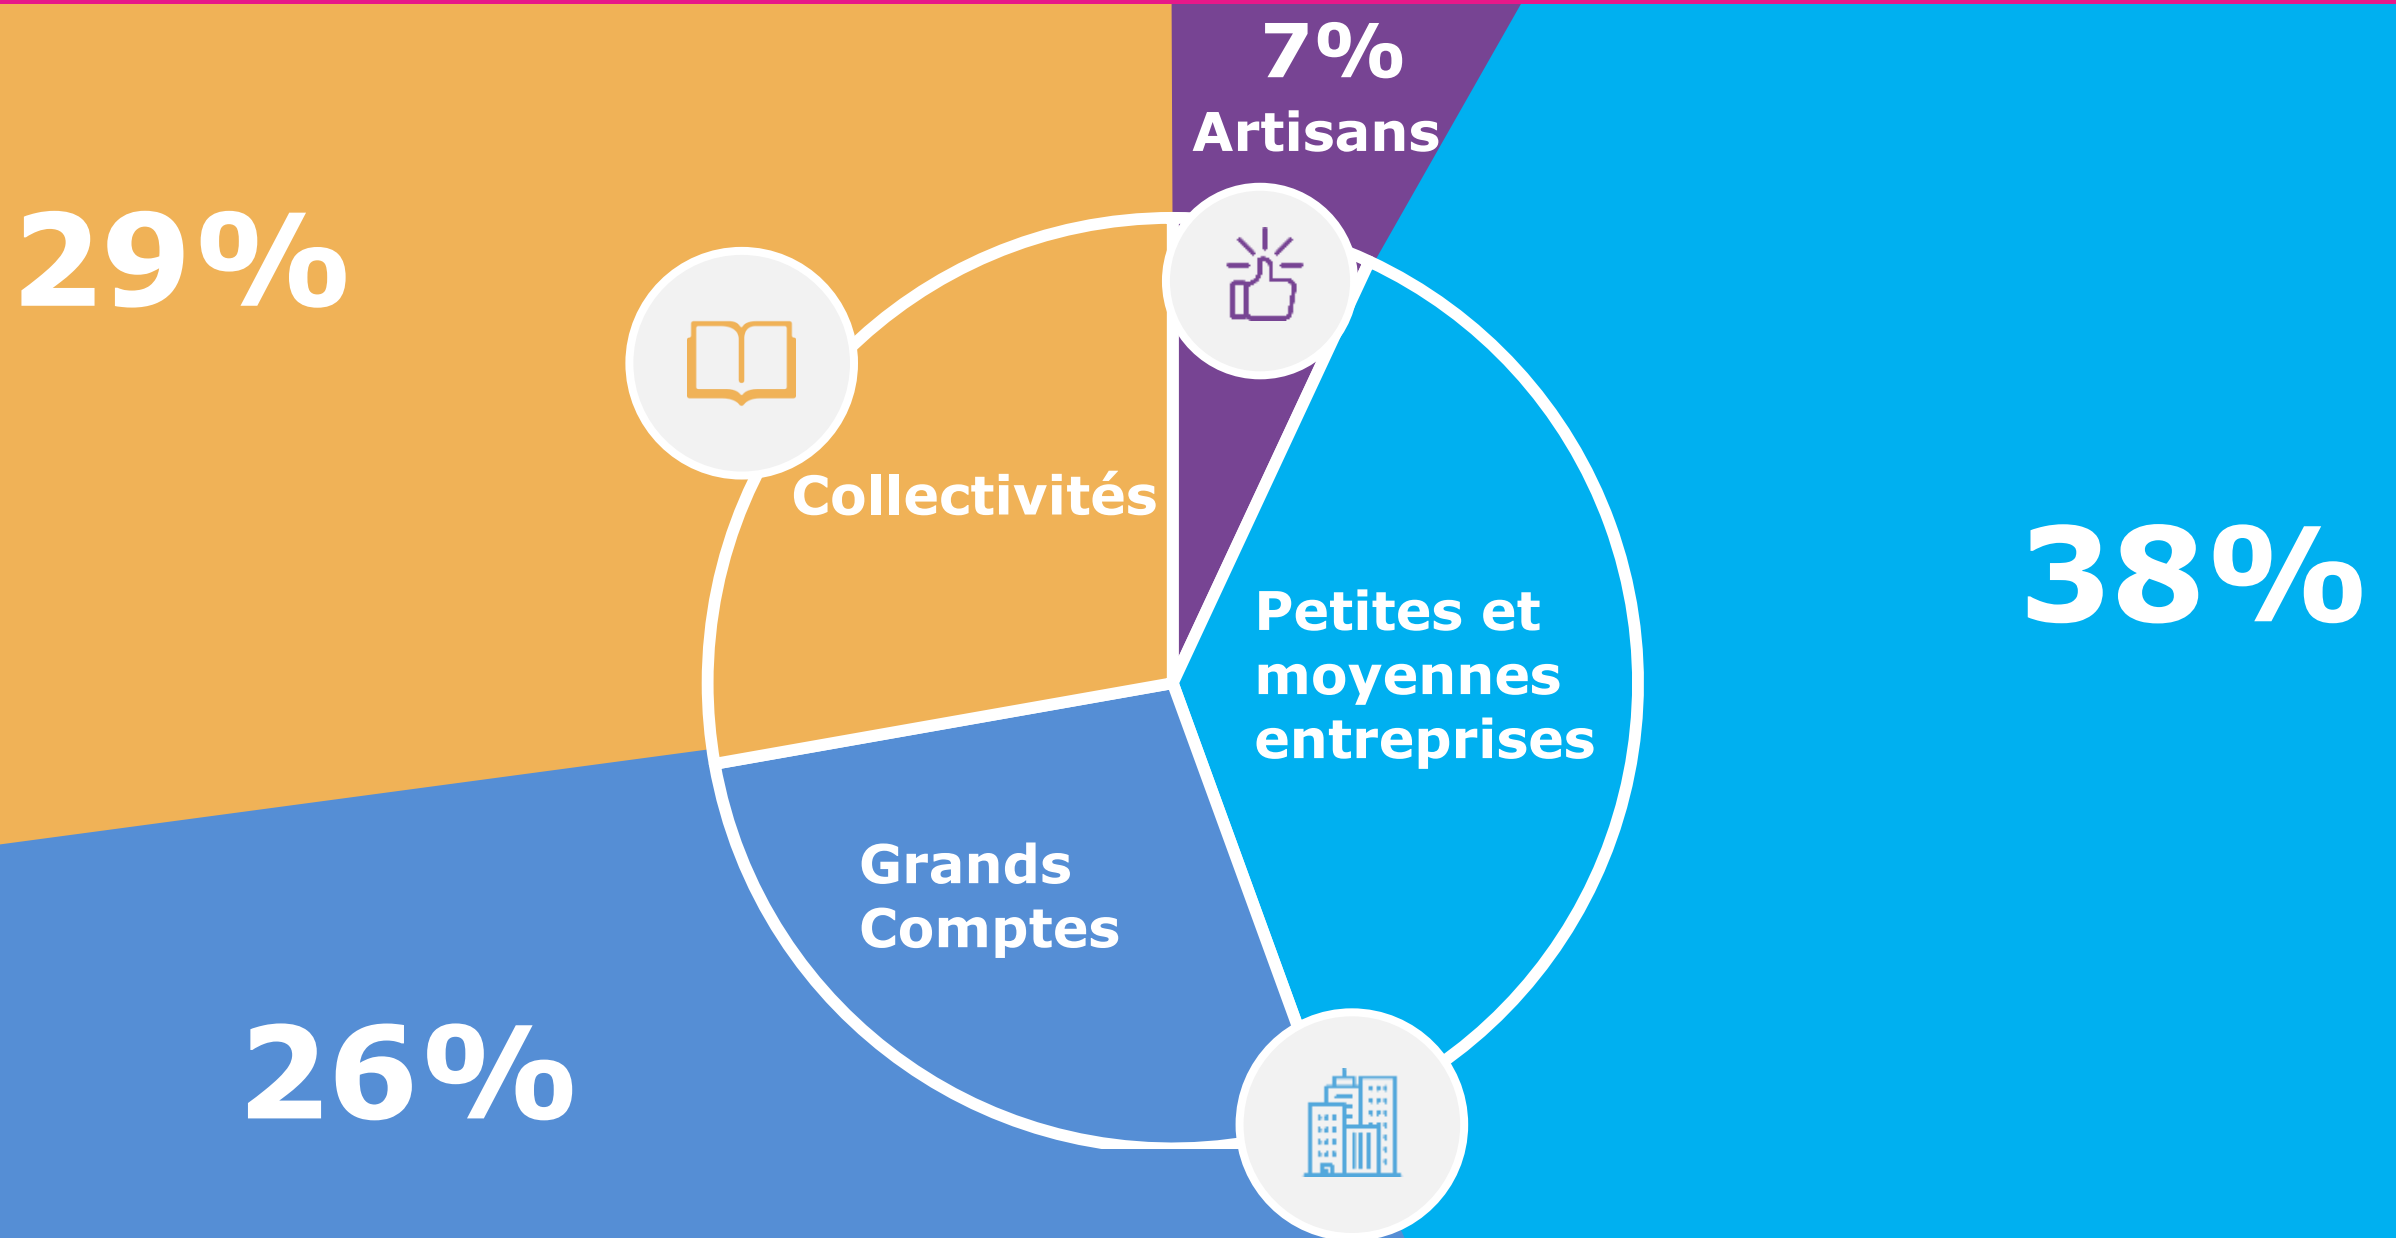 7%
Artisans
29%
Collectivités
38%
Petites et
moyennes
entreprises
Grands
Comptes
26%